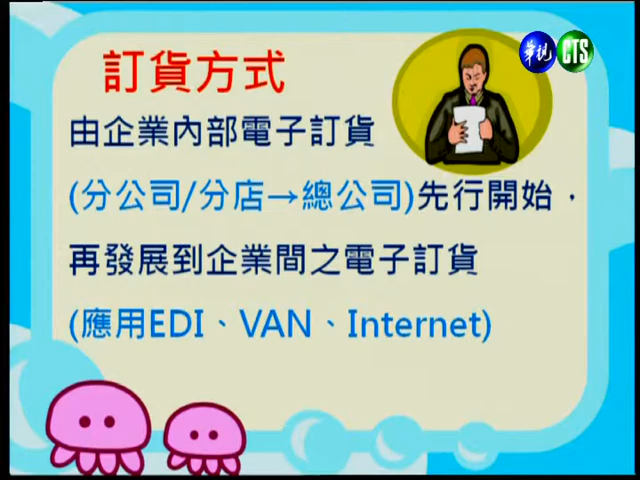 訂貨方式
華視 CTS
由企業內部電子訂貨
(分公司/分店→總公司)先行開始，
再發展到企業間之電子訂貨
(應用EDI、VAN、Internet)